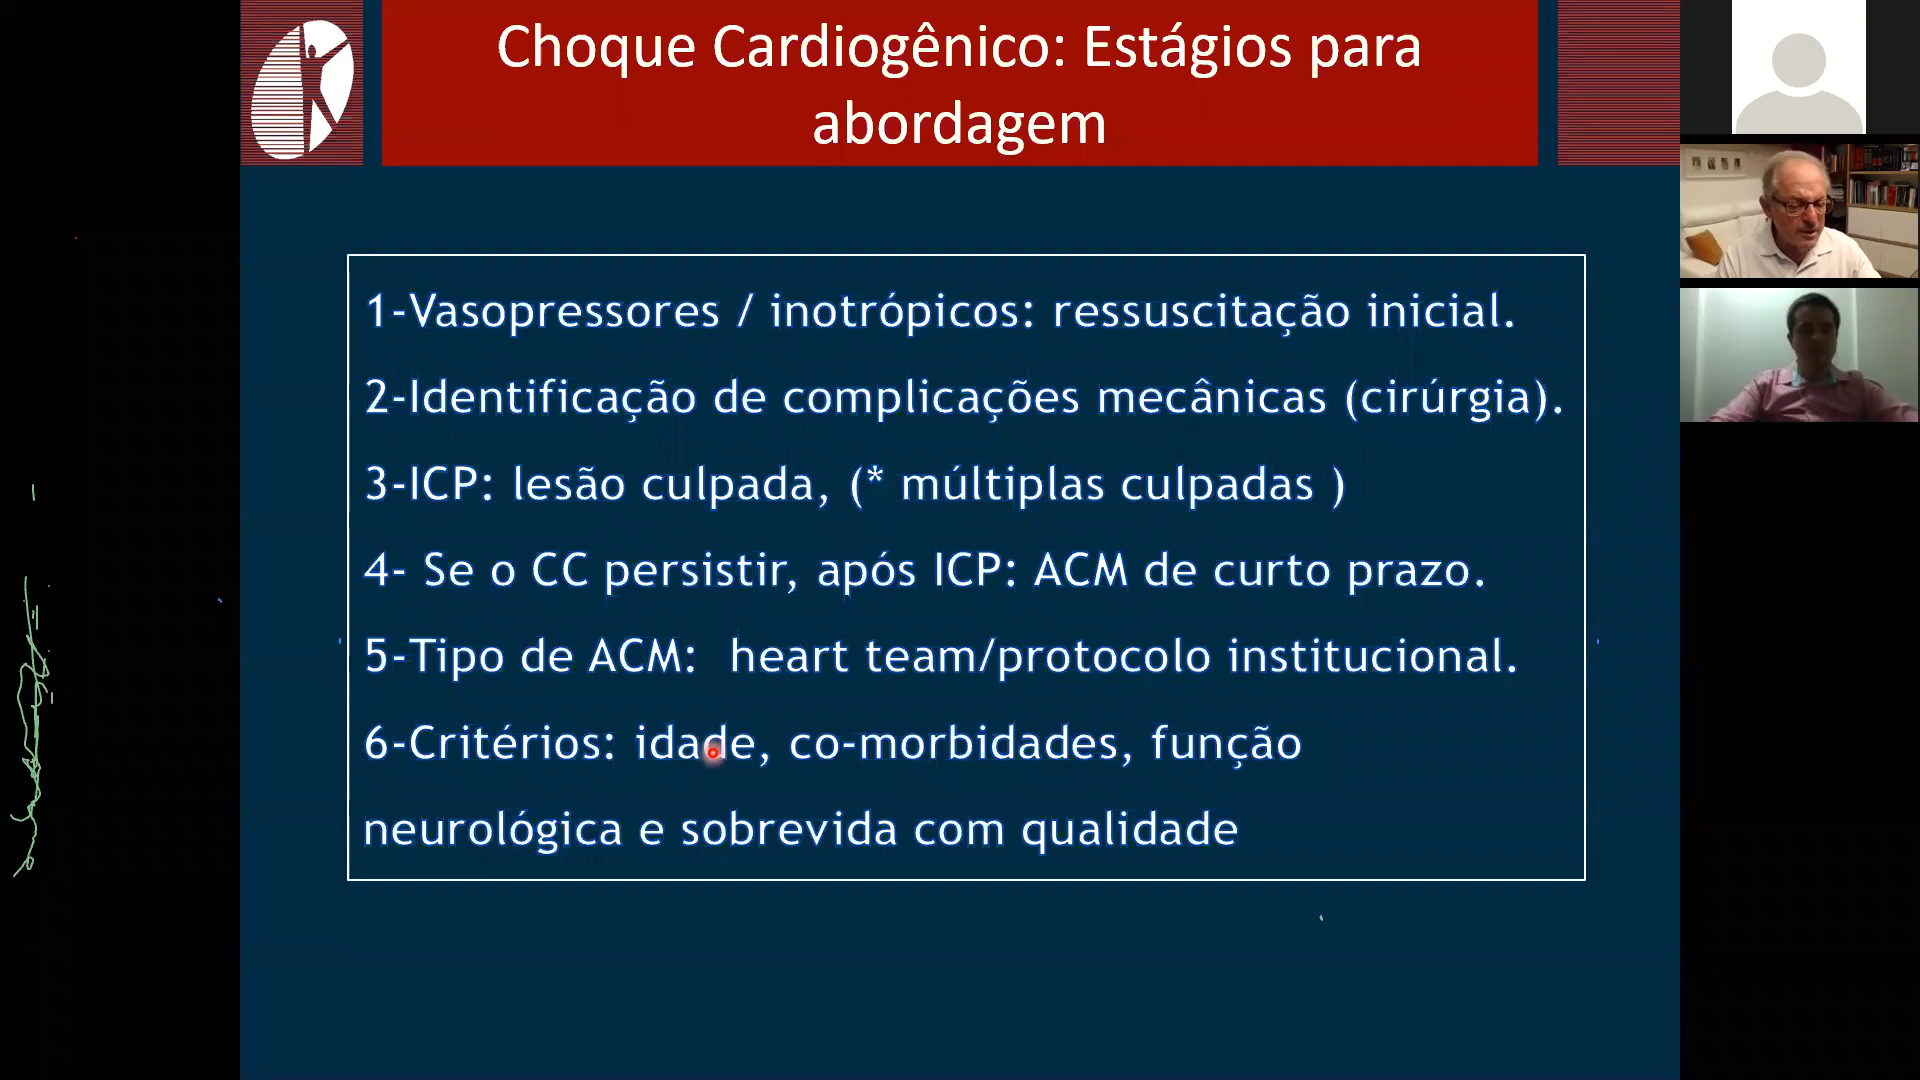 Choque Cardiogênico: Estágios para
abordagem
1-Vasopressores / inotrópicos: ressuscitação inicial.
2-Identificação de complicações mecânicas (cirúrgia).
3-ICP: lesão culpada, (* múltiplas culpadas )
4- Se o CC persistir, após ICP: ACM de curto prazo.
5-Tipo de ACM: heart team/protocolo institucional.
6-Critérios: idade, co-morbidades, função
neurológica e sobrevida com qualidade